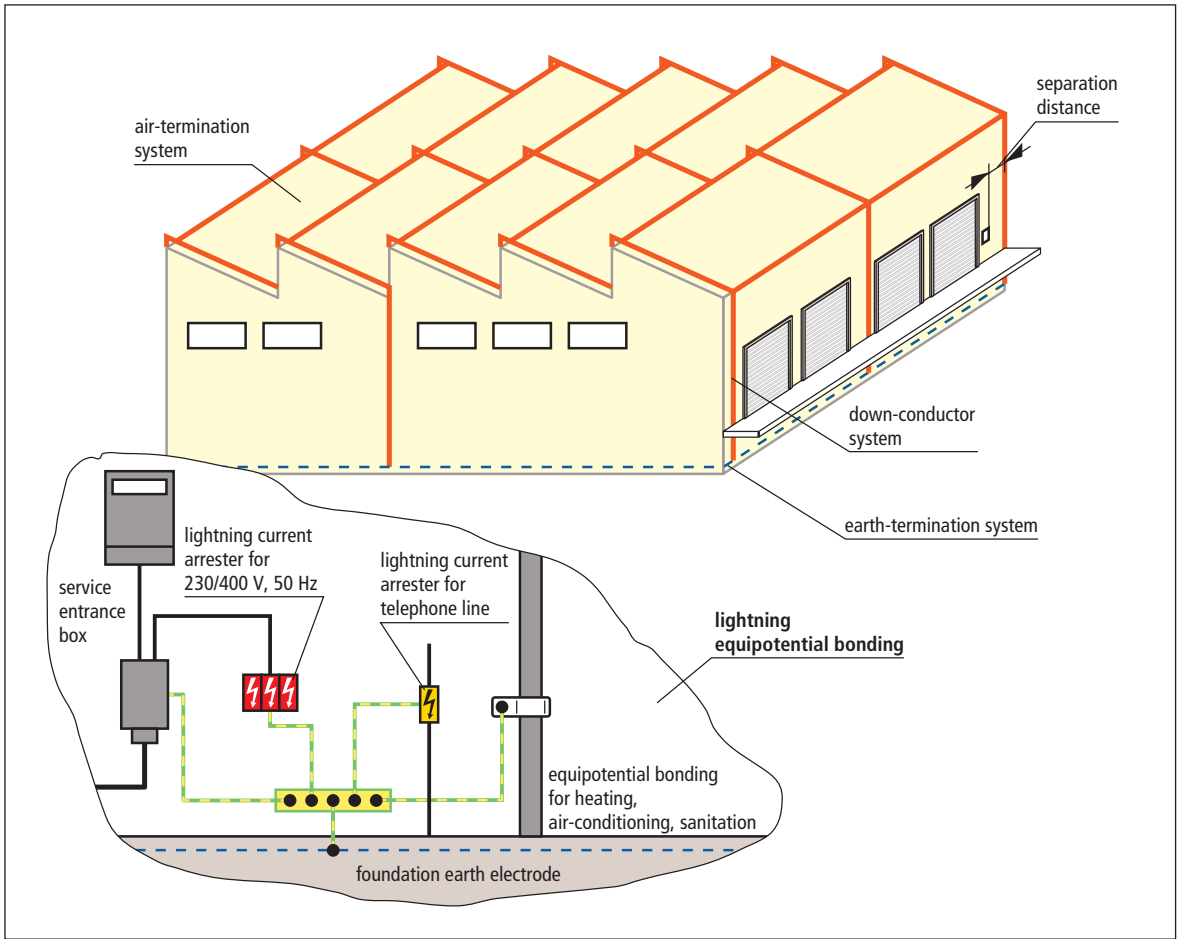 air-termination
system
separation
distance
down-conductor
system
earth-termination system
lightning current
arrester for
230/400 V, 50 Hz
lightning current
arrester for
telephone line
service
entrance
box
lightning
equipotential bonding
equipotential bonding
for heating,
air-conditioning, sanitation
foundation earth electrode